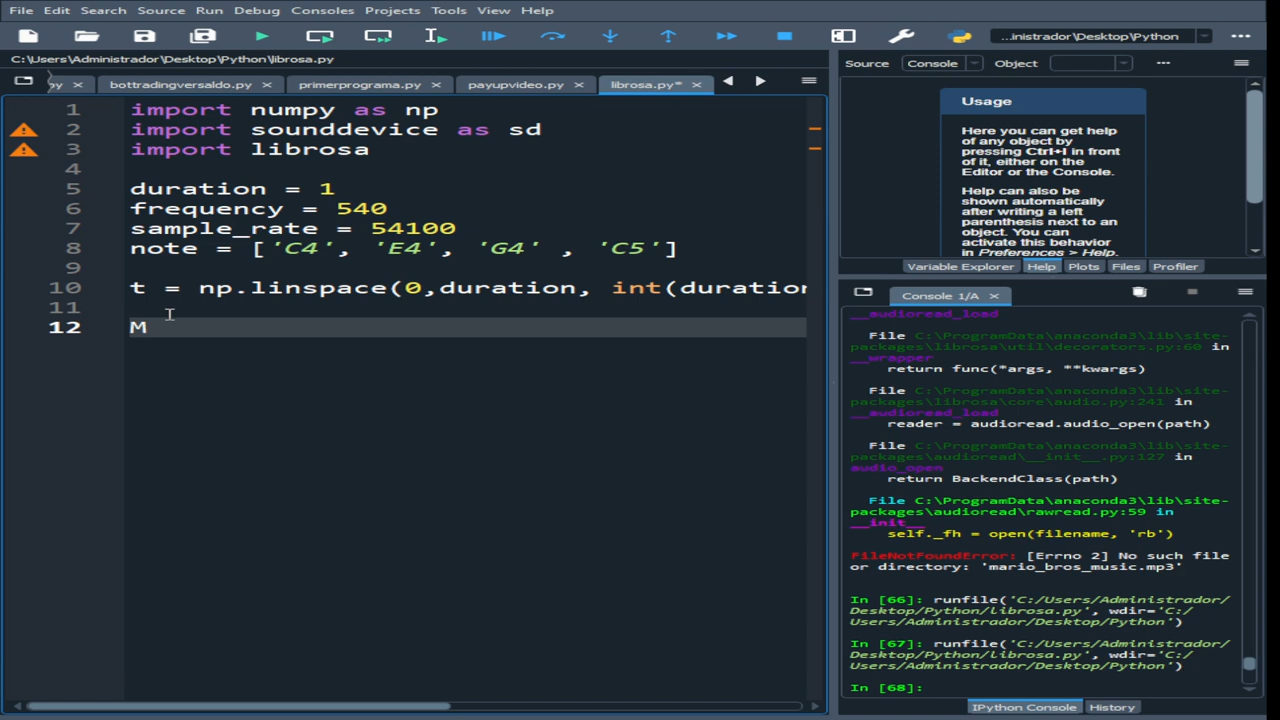 File Edit Search Source Run Debug Consoles Projects Tools View Help
...inistrador\Desktop\Python
C:\Users\Administrador\Desktop\Python\librosa.py
py bottradingversaldo.py primerprograma.py payupvideo.py librosa.py*
1 import numpy as np
2 import sounddevice as sd
3 import librosa
4
5 duration = 1
6 frequency = 540
7 sample_rate = 54100
8 note = ['C4', 'E4', 'G4' , 'C5']
9
10 t = np.linspace(0,duration, int(duration
11
12 M
Source Console Object
Usage
Here you can get help
of any object by
pressing Ctrl+I in front
of it, either on the
Editor or the Console.
Help can also be
shown automatically
after writing a left
parenthesis next to an
object. You can
activate this behavior
in Preferences > Help.
Variable Explorer Help Plots Files Profiler
Console 1/A
__audioread_load
File C:\ProgramData\anaconda3\lib\site-
packages\librosa\util\decorators.py:60 in
__wrapper
return func(*args, **kwargs)
File C:\ProgramData\anaconda3\lib\site-
packages\librosa\core\audio.py:241 in
__audioread_load
reader = audioread.audio_open(path)
File C:\ProgramData\anaconda3\lib\site-
packages\audioread\__init__.py:127 in
audio_open
return BackendClass(path)
File C:\ProgramData\anaconda3\lib\site-
packages\audioread\rawread.py:59 in
__init__
self._fh = open(filename, 'rb')
FileNotFoundError: [Errno 2] No such file
or directory: 'mario_bros_music.mp3'
In [66]: runfile('C:/Users/Administrador/
Desktop/Python/librosa.py', wdir='C:/
Users/Administrador/Desktop/Python')
In [67]: runfile('C:/Users/Administrador/
Desktop/Python/librosa.py', wdir='C:/
Users/Administrador/Desktop/Python')
In [68]:
IPython Console History